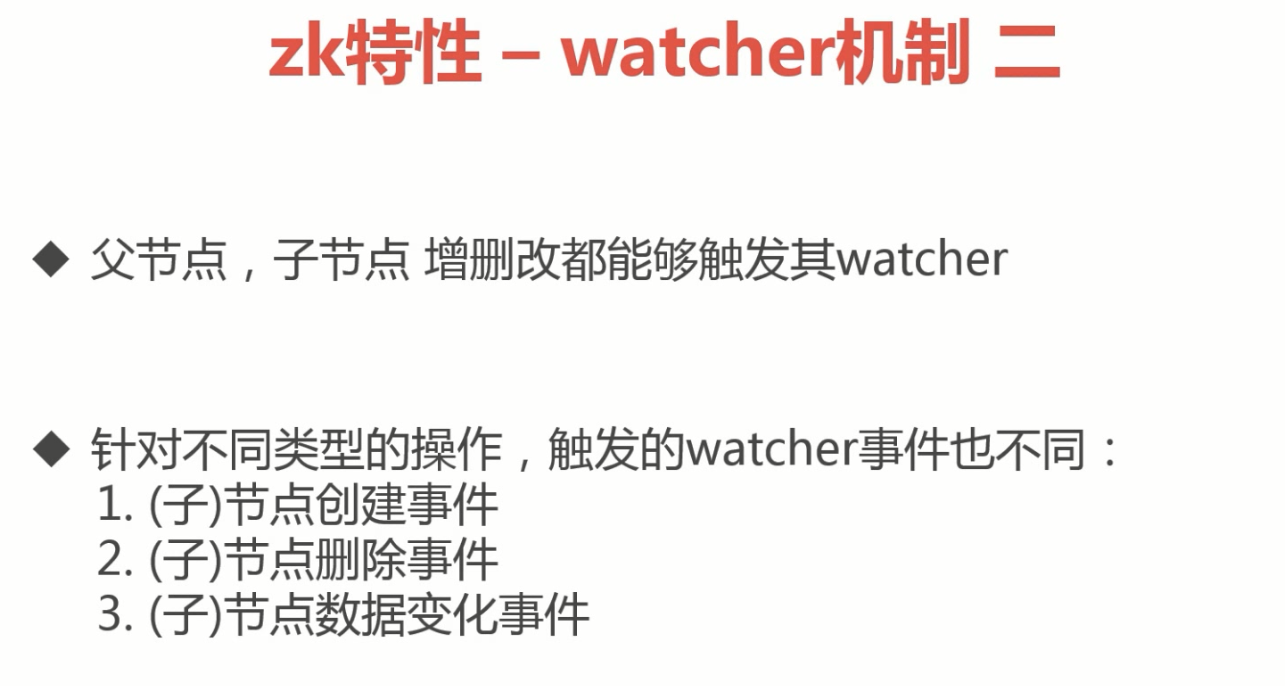 zk特性 – watcher机制 二
◆ 父节点，子节点 增删改都能够触发其watcher
◆ 针对不同类型的操作，触发的watcher事件也不同：
1. (子)节点创建事件
2. (子)节点删除事件
3. (子)节点数据变化事件